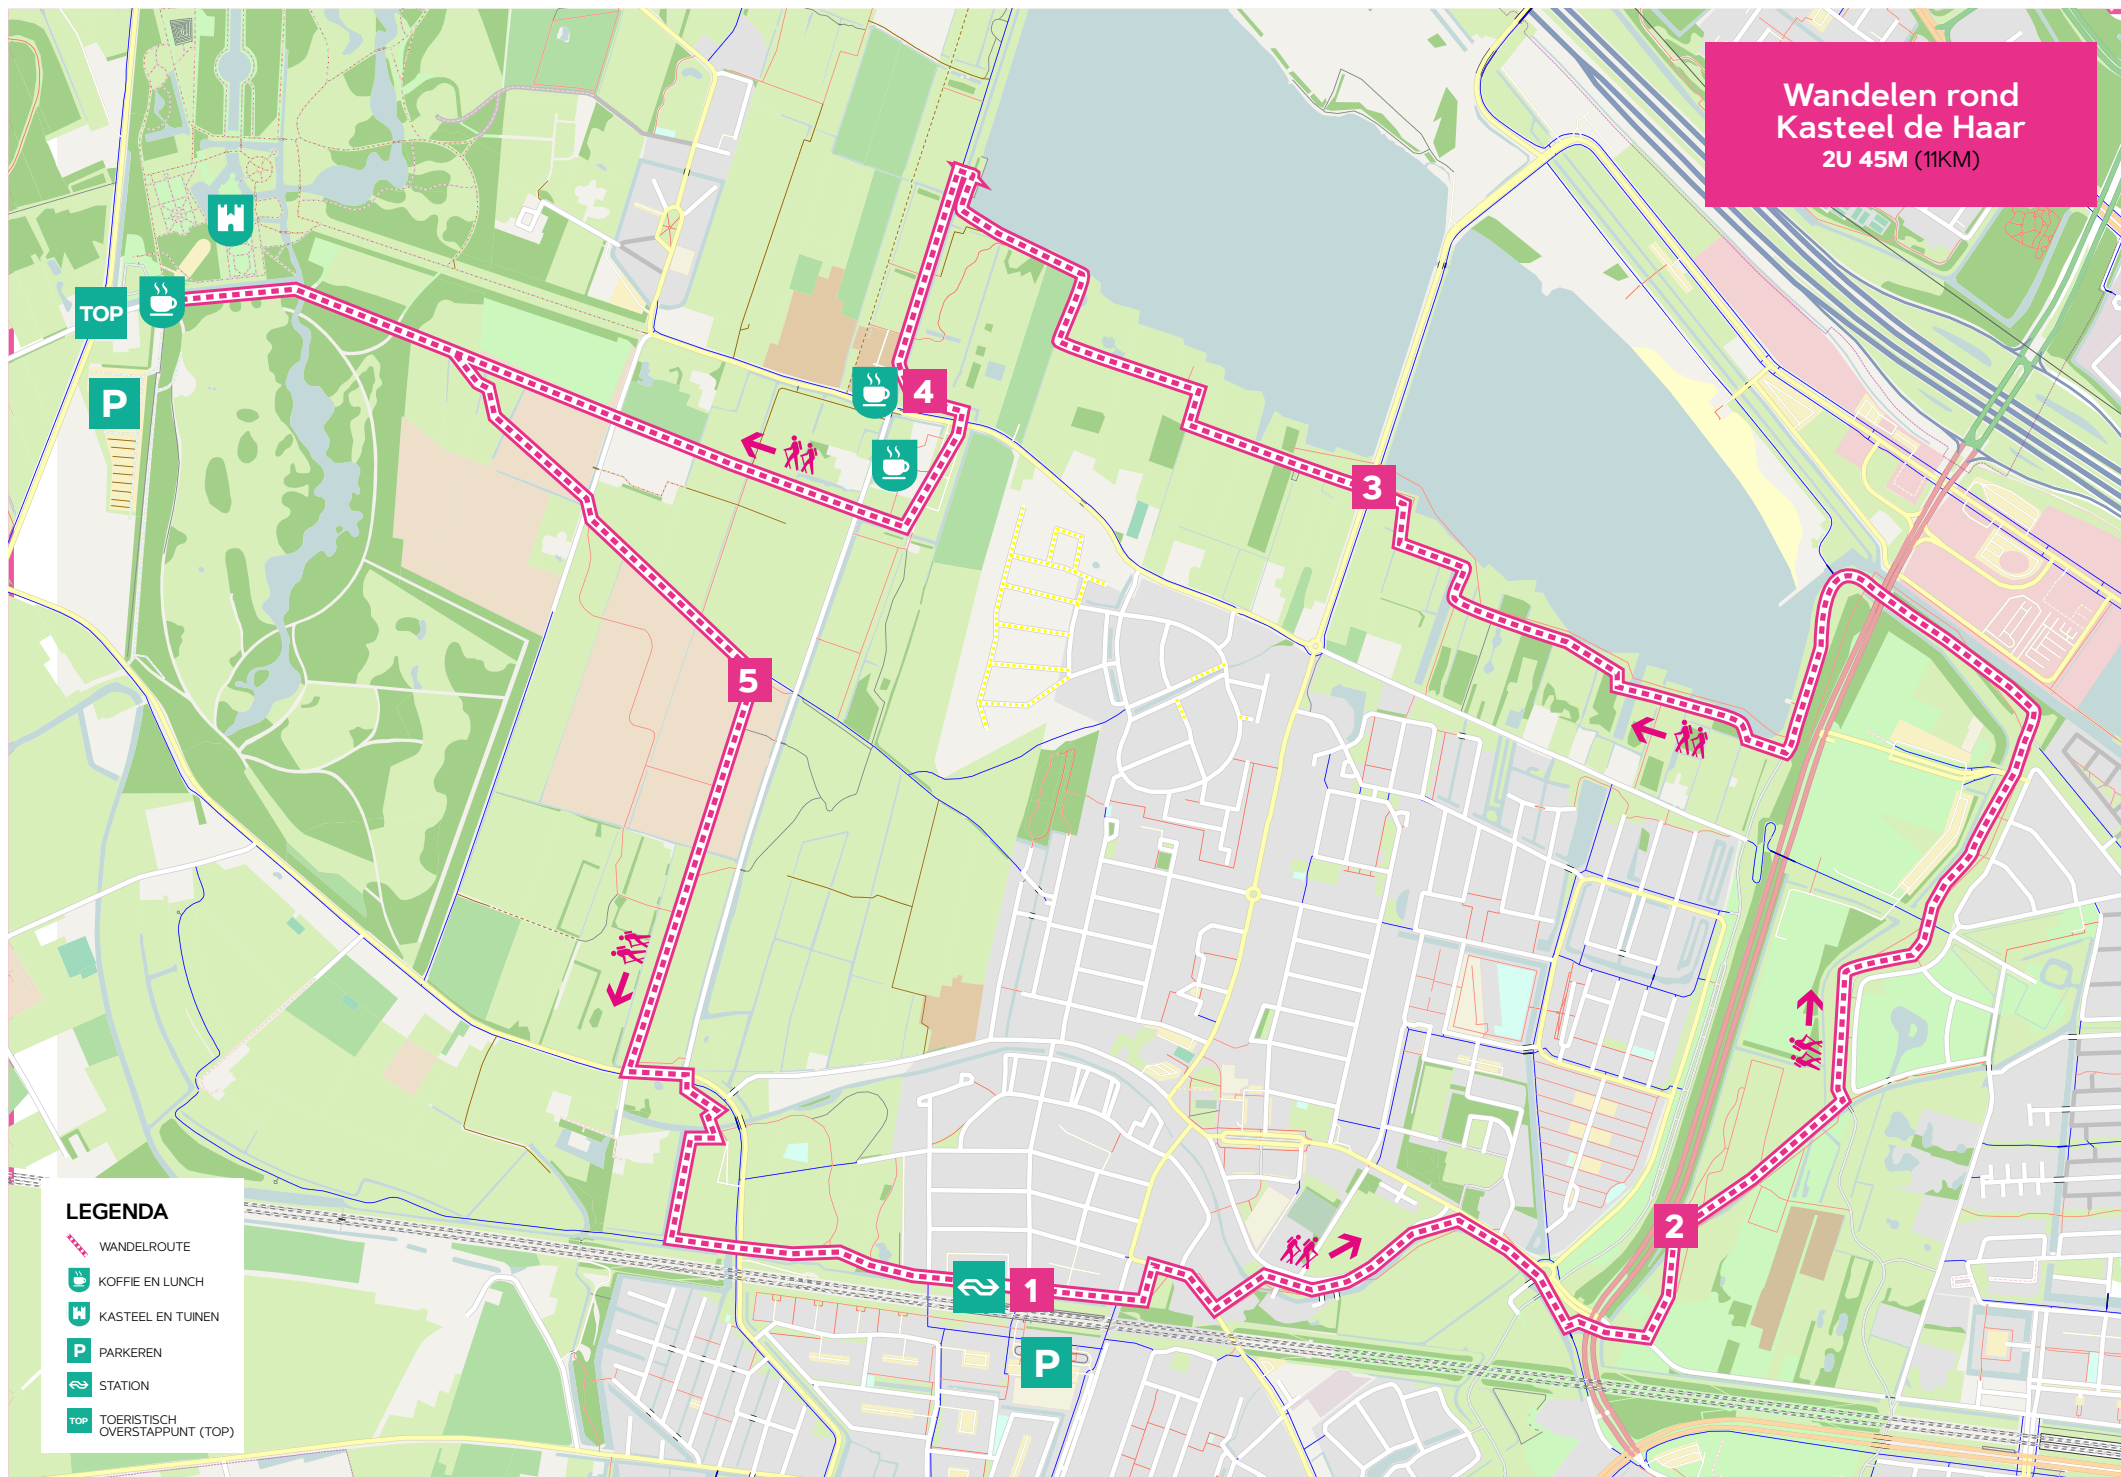 Wandelen rond
Kasteel de Haar
2U 45M (11KM)
TOP
P
4
3
5
2
1
P
LEGENDA
WANDELROUTE
KOFFIE EN LUNCH
KASTEEL EN TUINEN
P PARKEREN
STATION
TOP TOERISTISCH
OVERSTAPPUNT (TOP)